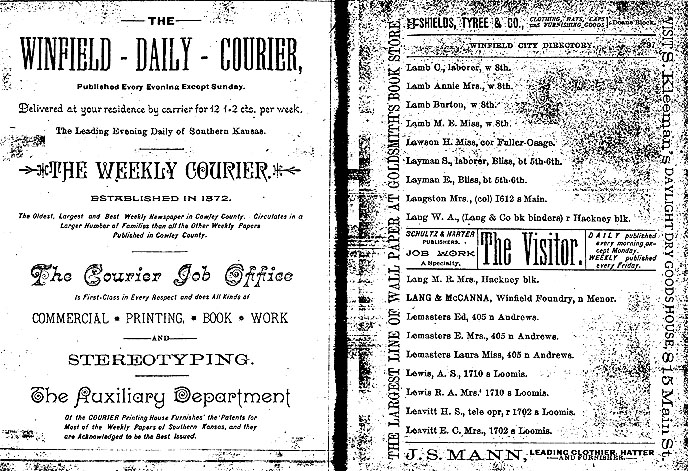 THE
WINFIELD - DAILY - COURIER,
Published Every Evening Except Sunday.
Delivered at your residence by carrier for 12 1-2 cts. per week.
The Leading Evening Daily of Southern Kansas.
THE WEEKLY COURIER.
ESTABLISHED IN 1872.
The Oldest, Largest and Best Weekly Newspaper in Cowley County. Circulates in a
Larger Number of Families than all the Other Weekly Papers
Published in Cowley County.
The Courier Job Office
Is First-Class in Every Respect and does All Kinds of
COMMERCIAL • PRINTING, • BOOK • WORK
—AND—
STEREOTYPING.
The Auxiliary Department
Of the COURIER Printing House Furnishes the Patents for
Most of the Weekly Papers of Southern Kansas, and they
are Acknowledged to be the Best Issued.
SHIELDS, TYREE & CO., CLOTHING, HATS, CAPS and FURNISHING GOODS, Doane Block.
WINFIELD CITY DIRECTORY. 97
Lamb C., laborer, w 8th.
Lamb Annie Mrs., w 8th.
Lamb Burton, w 8th.
Lamb M. E. Miss, w 8th.
Lawson H. Miss, cor Fuller-Osage.
Layman S., laborer, Bliss, bt 5th-6th.
Layman E., Bliss, bt 5th-6th.
Langston Mrs., (col) 1612 s Main.
Lang W. A., (Lang & Co bk binders) r Hackney blk.
SCHULTZ & HARTER
PUBLISHERS.
JOB WORK
A Specialty.
The Visitor.
DAILY published
every morning, ex-
cept Monday.
WEEKLY published
every Friday.
Lang M. R. Mrs., Hackney blk.
LANG & McCANNA, Winfield Foundry, n Menor.
Lemasters Ed, 405 n Andrews.
Lemasters E. Mrs., 405 n Andrews.
Lemasters Laura Miss, 405 n Andrews.
Lewis, A. S., 1710 s Loomis.
Lewis R. A. Mrs.' 1710 s Loomis.
Leavitt H. S., tele opr, r 1702 s Loomis.
Leavitt E. C. Mrs., 1702 s Loomis.
J. S. MANN, LEADING CLOTHIER, HATTER
—AND FURNISHER.—
THE LARGEST LINE OF WALL PAPER AT GOLDSMITH'S BOOK STORE.
VISIT S. Kleeman's DAYLIGHT DRY GOODS HOUSE, 815 Main St.